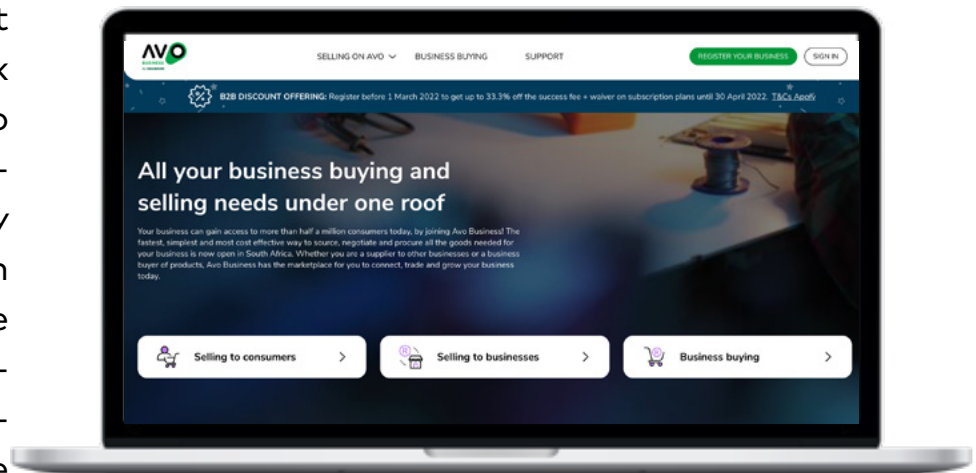 t
k
o
-
y
n
e
-
-
e
AVO
BUSINESS
SELLING ON AVO
BUSINESS BUYING
SUPPORT
REGISTER YOUR BUSINESS
SIGN IN
B2B DISCOUNT OFFERING: Register before 1 March 2022 to get up to 33.3% off the success fee + waiver on subscription plans until 30 April 2022. T&Cs Apply
All your business buying and
selling needs under one roof
Your business can gain access to more than half a million consumers today, by joining Avo Business! The
fastest, simplest and most cost effective way to source, negotiate and procure all the goods needed for
your business is now open in South Africa. Whether you are a supplier to other businesses or a business
buyer of products, Avo Business has the marketplace for you to connect, trade and grow your business
today.
Selling to consumers
Selling to businesses
Business buying